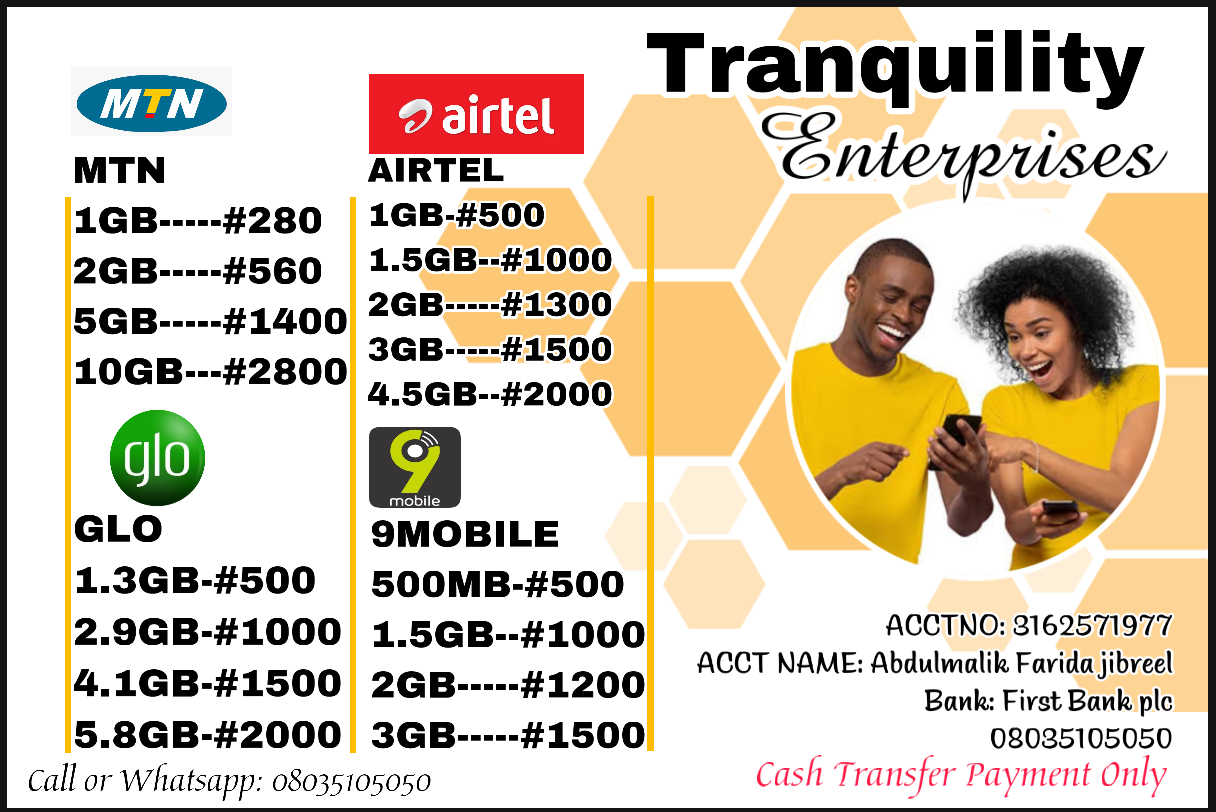 Tranquility
Enterprises
MTN
MTN
1GB-----#280
2GB-----#560
5GB-----#1400
10GB---#2800
airtel
AIRTEL
1GB-#500
1.5GB--#1000
2GB-----#1300
3GB-----#1500
4.5GB--#2000
glo
GLO
1.3GB-#500
2.9GB-#1000
4.1GB-#1500
5.8GB-#2000
9
mobile
9MOBILE
500MB-#500
1.5GB--#1000
2GB-----#1200
3GB-----#1500
ACCTNO: 3162571977
ACCT NAME: Abdulmalik Farida jibreel
Bank: First Bank plc
08035105050
Cash Transfer Payment Only
Call or Whatsapp: 08035105050